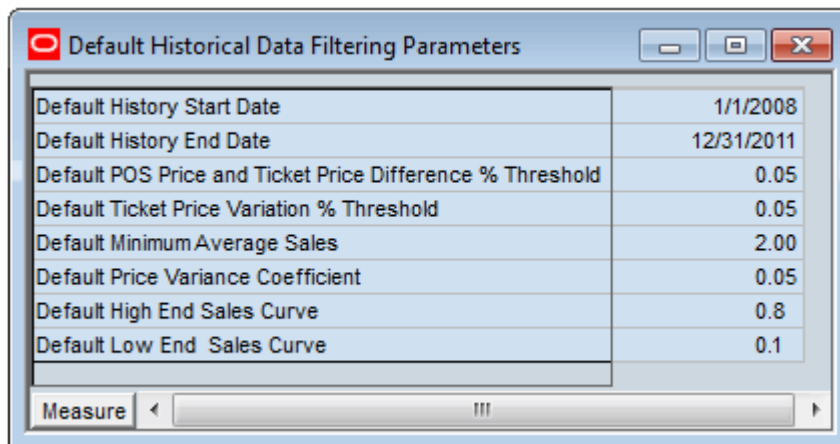 Default Historical Data Filtering Parameters
Default History Start Date 1/1/2008
Default History End Date 12/31/2011
Default POS Price and Ticket Price Difference % Threshold 0.05
Default Ticket Price Variation % Threshold 0.05
Default Minimum Average Sales 2.00
Default Price Variance Coefficient 0.05
Default High End Sales Curve 0.8
Default Low End Sales Curve 0.1
Measure